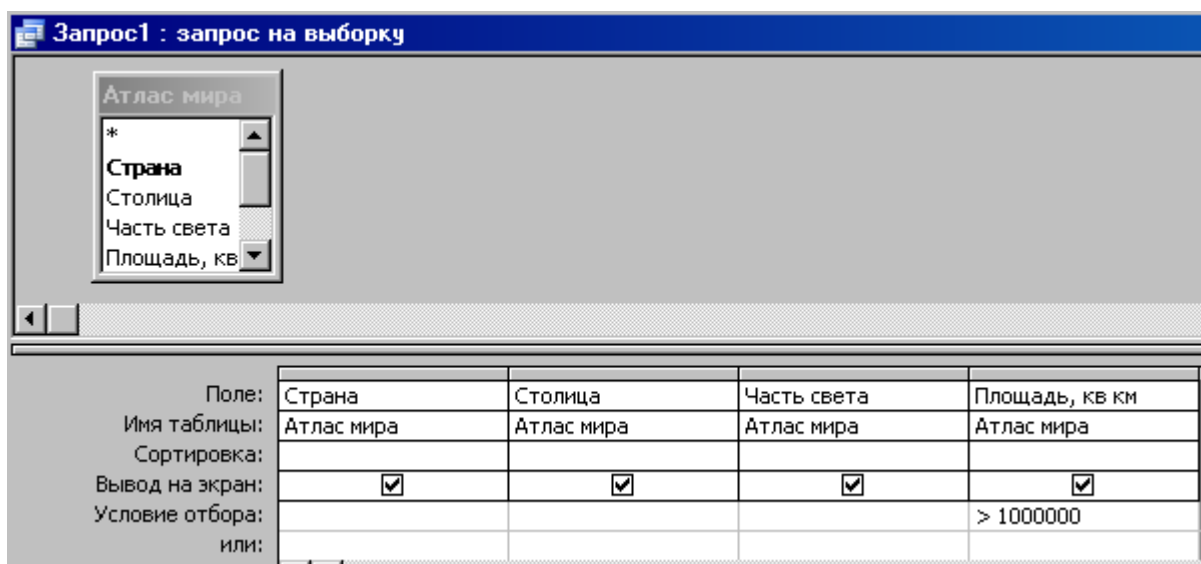 Запрос1 : запрос на выборку
Атлас мира
*
Страна
Столица
Часть света
Площадь, кв
Поле: Страна Столица Часть света Площадь, кв км
Имя таблицы: Атлас мира Атлас мира Атлас мира Атлас мира
Сортировка:
Вывод на экран:
Условие отбора: > 1000000
или: